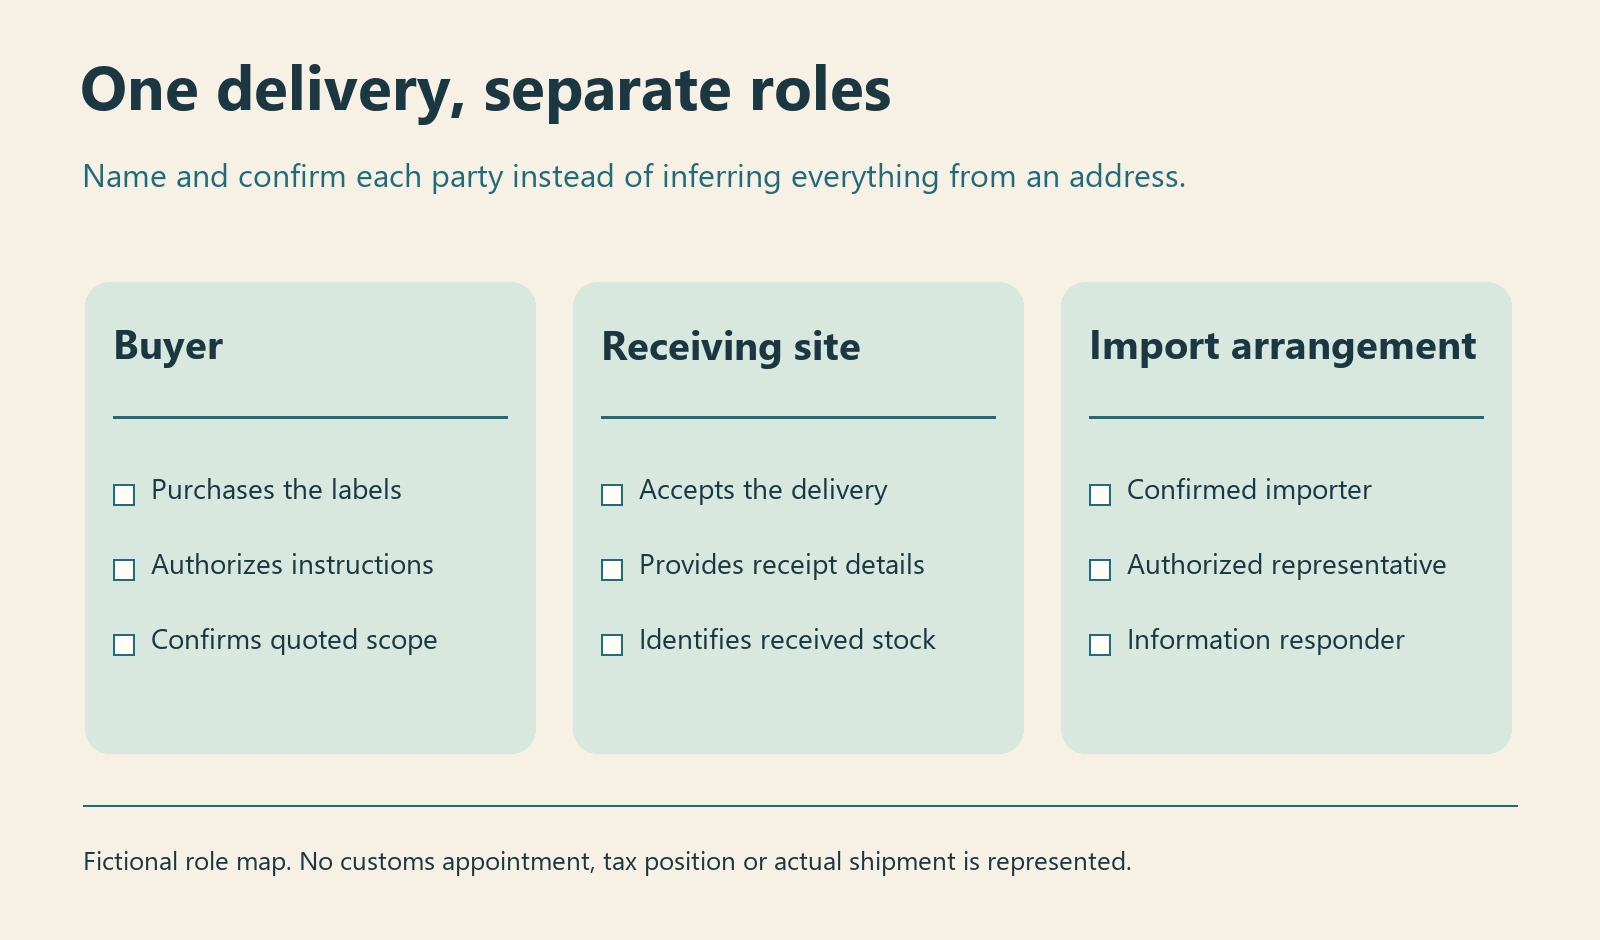 One delivery, separate roles
Name and confirm each party instead of inferring everything from an address.
Buyer
Purchases the labels
Authorizes instructions
Confirms quoted scope
Receiving site
Accepts the delivery
Provides receipt details
Identifies received stock
Import arrangement
Confirmed importer
Authorized representative
Information responder
Fictional role map. No customs appointment, tax position or actual shipment is represented.